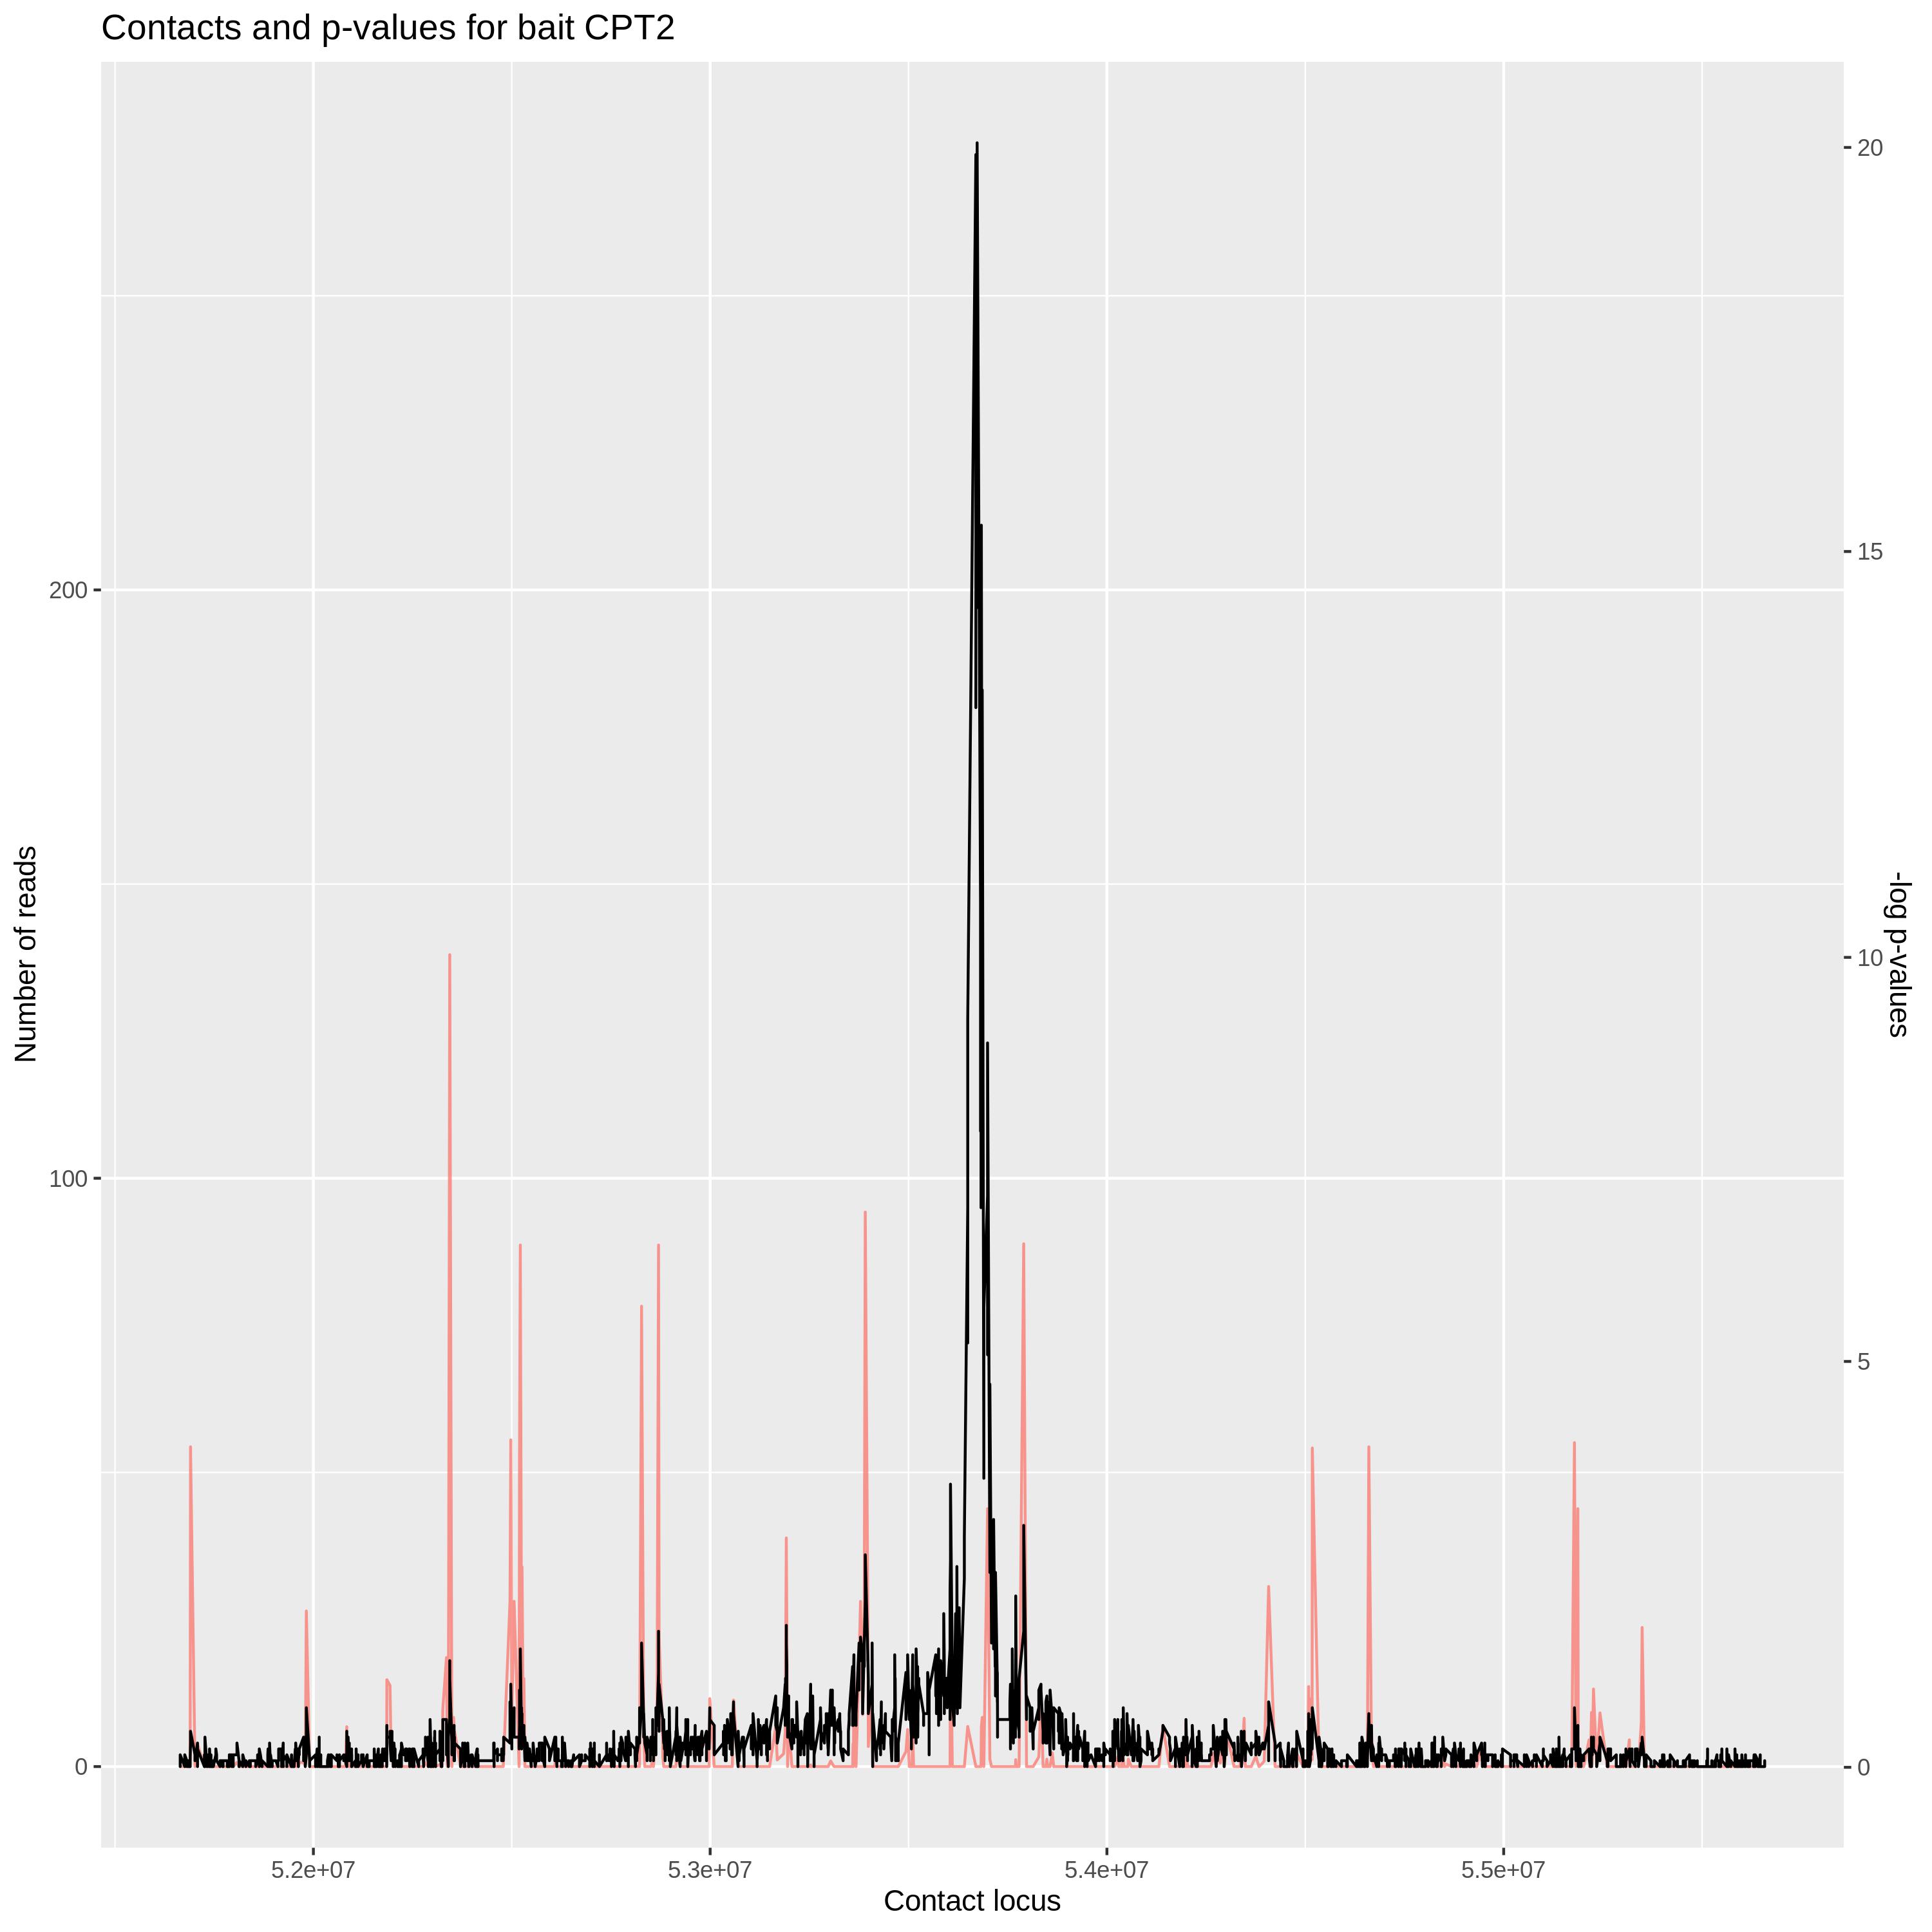 Contacts and p-values for bait CPT2
20
15
200
10
100
5
0
0
Number of reads
-log p-values
5.2e+07
5.3e+07
5.4e+07
5.5e+07
Contact locus